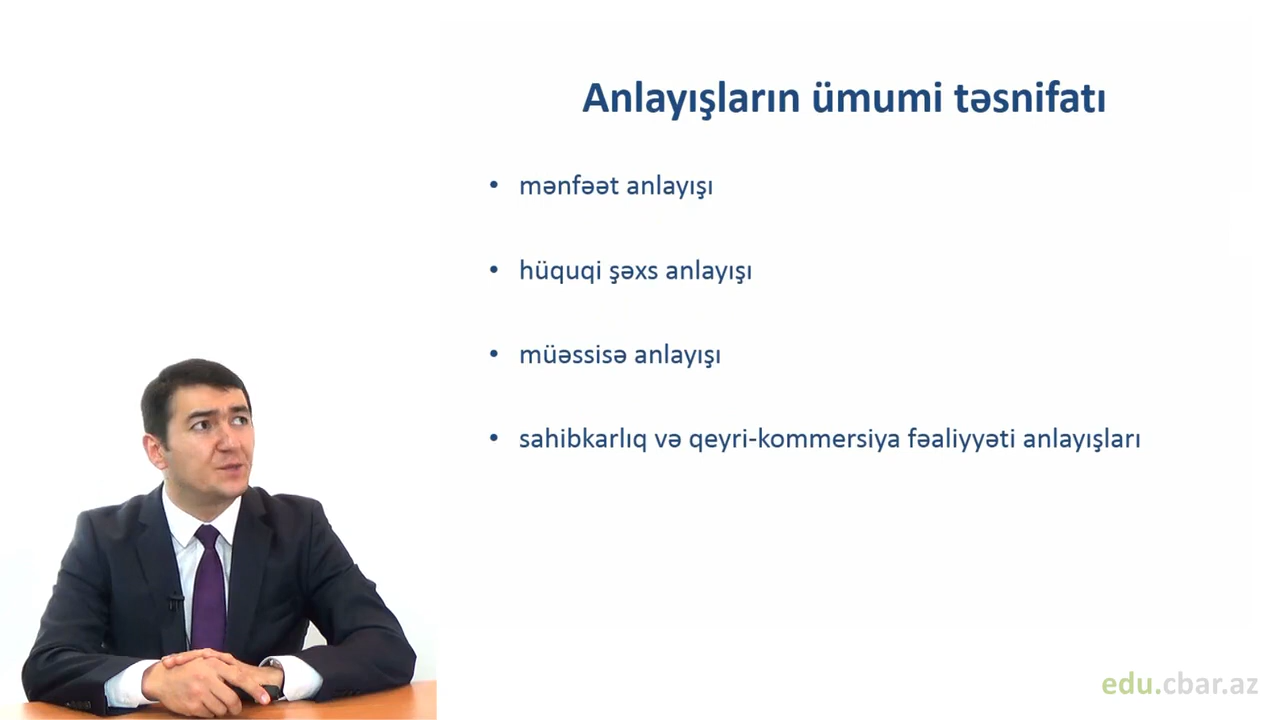 Anlayışların ümumi təsnifatı
• mənfəət anlayışı
• hüquqi şəxs anlayışı
• müəssisə anlayışı
• sahibkarlıq və qeyri-kommersiya fəaliyyəti anlayışları
edu.cbar.az